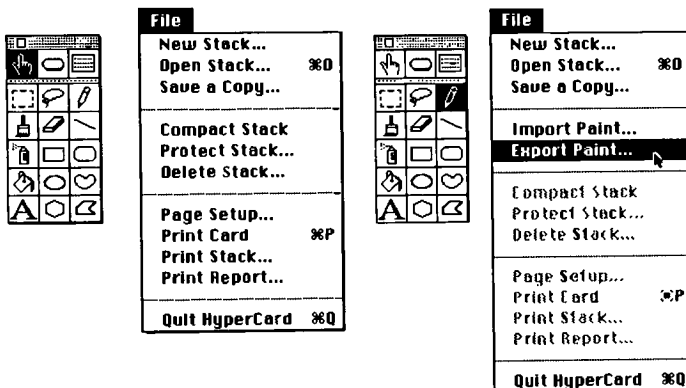 File
New Stack...
Open Stack... ⌘O
Save a Copy...
Compact Stack
Protect Stack...
Delete Stack...
Page Setup...
Print Card ⌘P
Print Stack...
Print Report...
Quit HyperCard ⌘Q
A
File
New Stack...
Open Stack... ⌘O
Save a Copy...
Import Paint...
Export Paint...
Compact Stack
Protect Stack...
Delete Stack...
Page Setup...
Print Card ⌘P
Print Stack...
Print Report...
Quit HyperCard ⌘Q
A